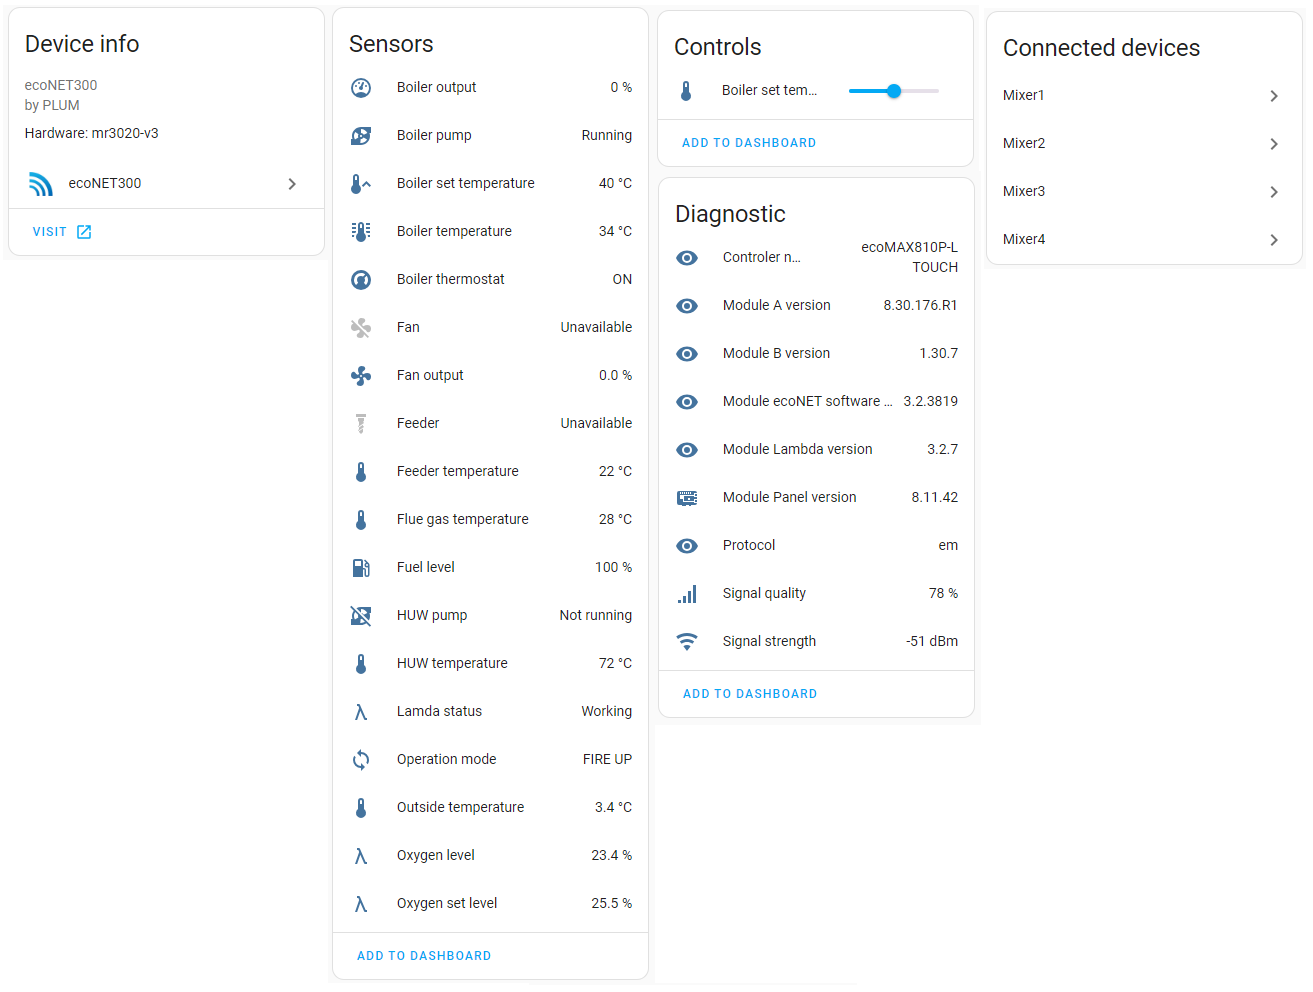 Device info
ecoNET300
by PLUM
Hardware: mr3020-v3
ecoNET300
VISIT
Sensors
Boiler output 0 %
Boiler pump Running
Boiler set temperature 40 °C
Boiler temperature 34 °C
Boiler thermostat ON
Fan Unavailable
Fan output 0.0 %
Feeder Unavailable
Feeder temperature 22 °C
Flue gas temperature 28 °C
Fuel level 100 %
HUW pump Not running
HUW temperature 72 °C
Lamda status Working
Operation mode FIRE UP
Outside temperature 3.4 °C
Oxygen level 23.4 %
Oxygen set level 25.5 %
ADD TO DASHBOARD
Controls
Boiler set tem...
ADD TO DASHBOARD
Diagnostic
Controler n... ecoMAX810P-L
TOUCH
Module A version 8.30.176.R1
Module B version 1.30.7
Module ecoNET software ... 3.2.3819
Module Lambda version 3.2.7
Module Panel version 8.11.42
Protocol em
Signal quality 78 %
Signal strength -51 dBm
ADD TO DASHBOARD
Connected devices
Mixer1
Mixer2
Mixer3
Mixer4